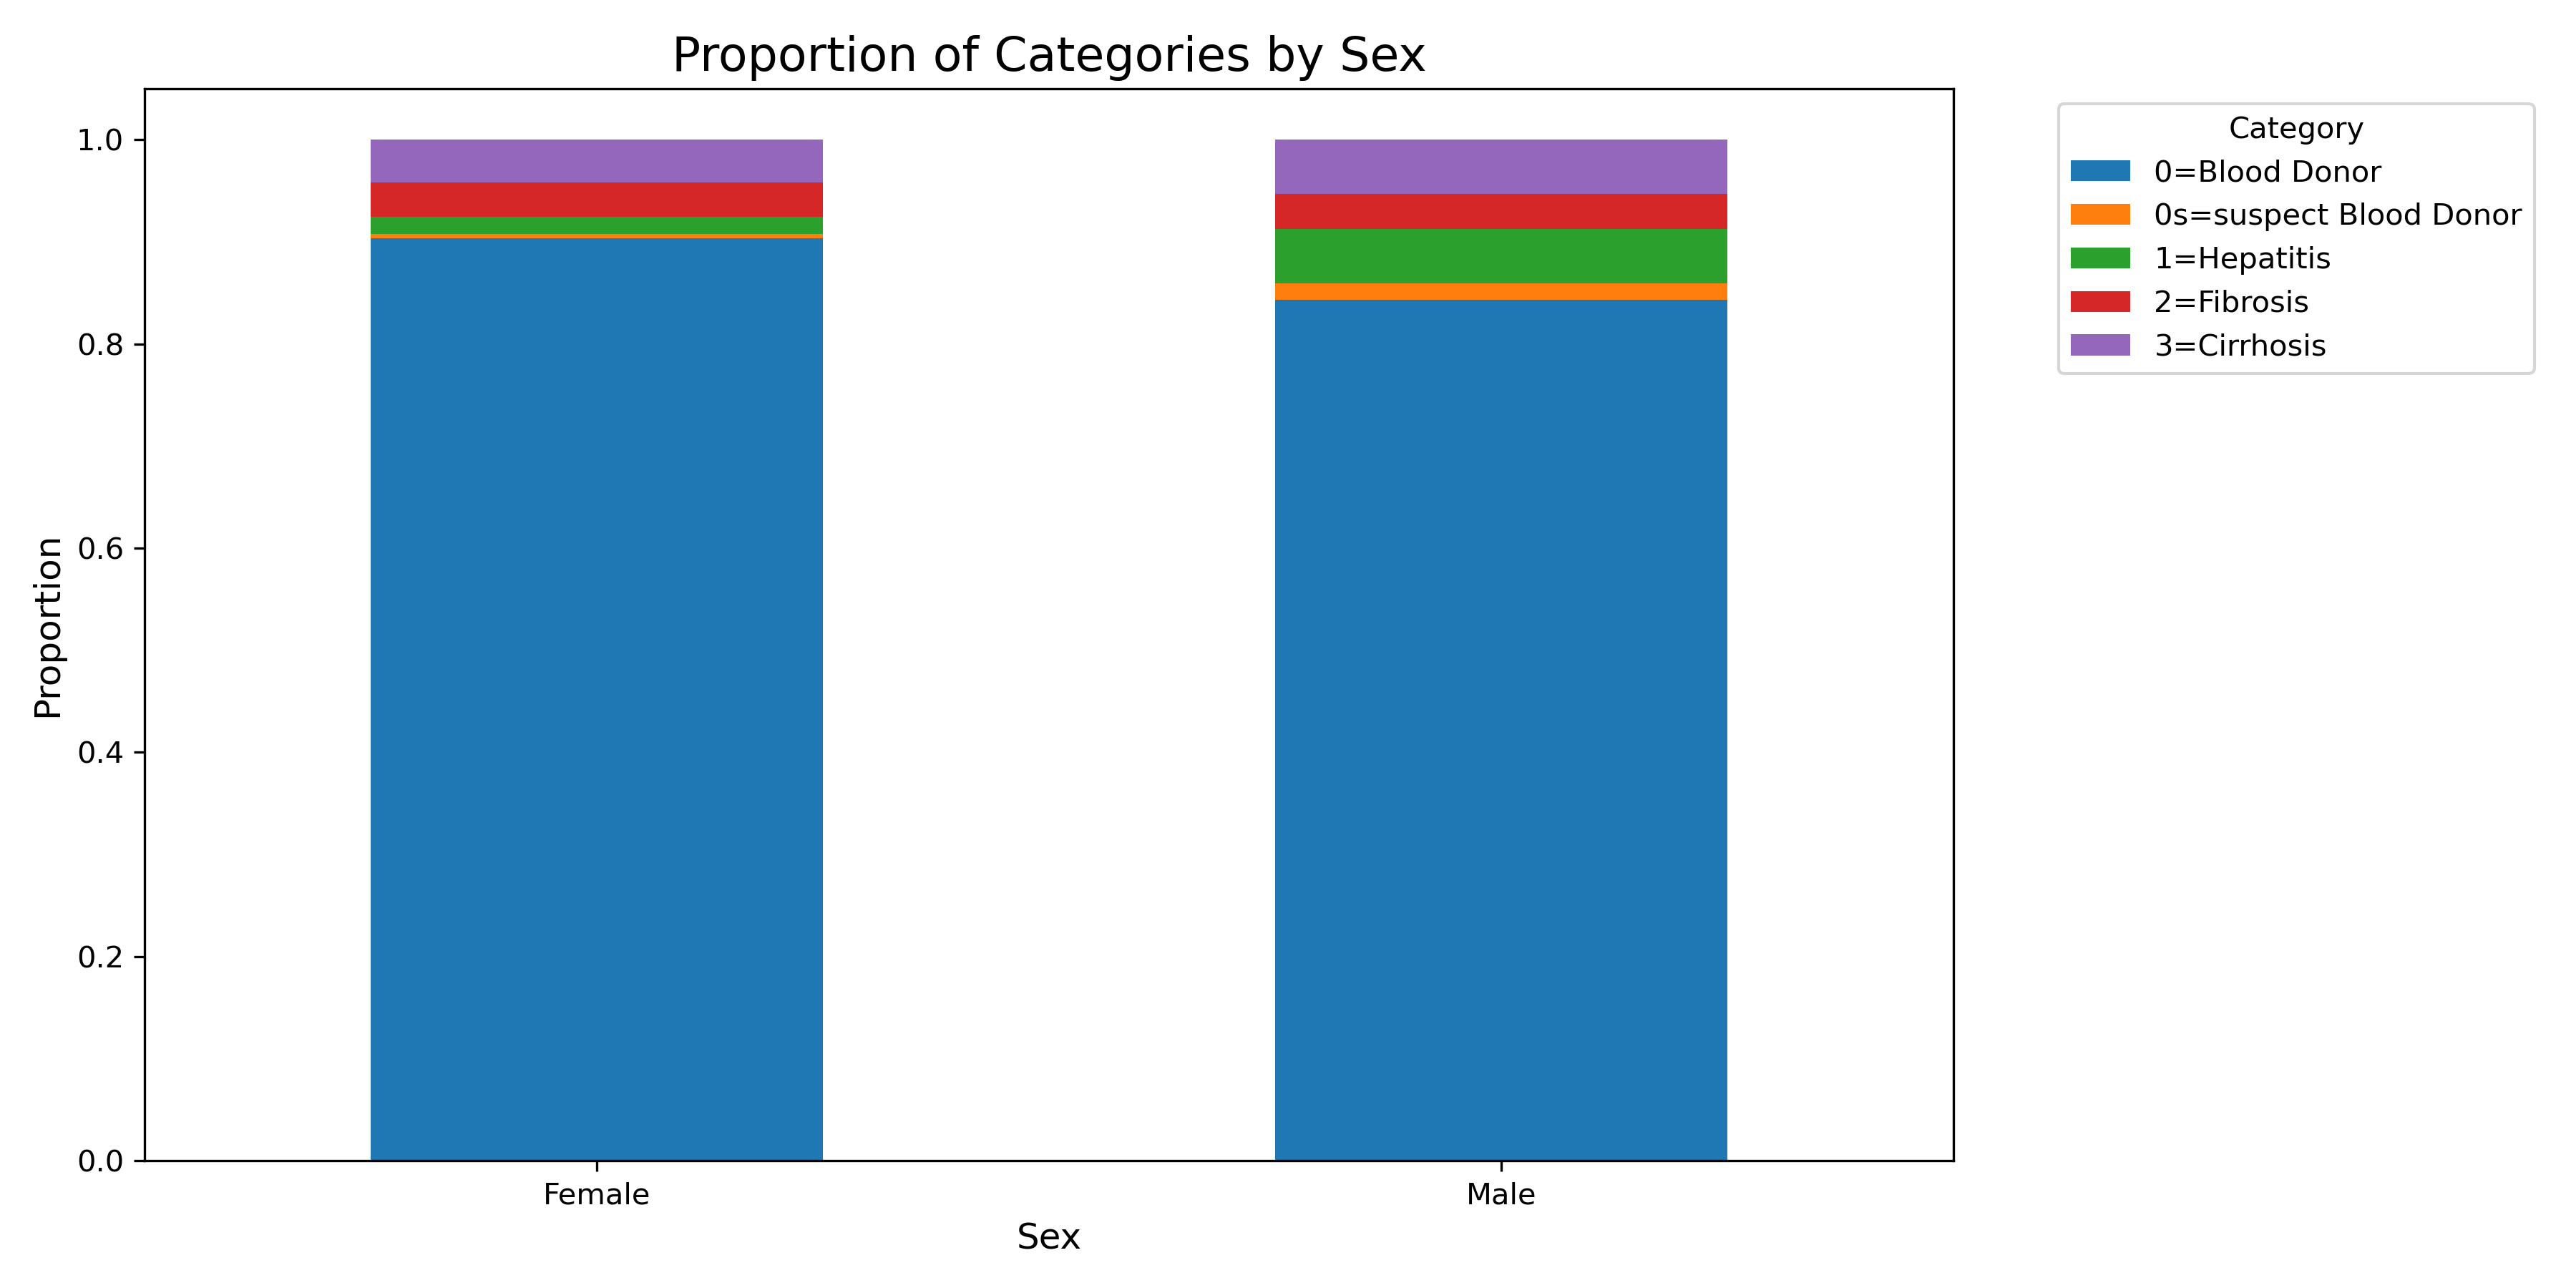 Proportion of Categories by Sex
Category
0=Blood Donor
0s=suspect Blood Donor
1=Hepatitis
2=Fibrosis
3=Cirrhosis
1.0
0.8
0.6
0.4
0.2
0.0
Proportion
Female
Male
Sex